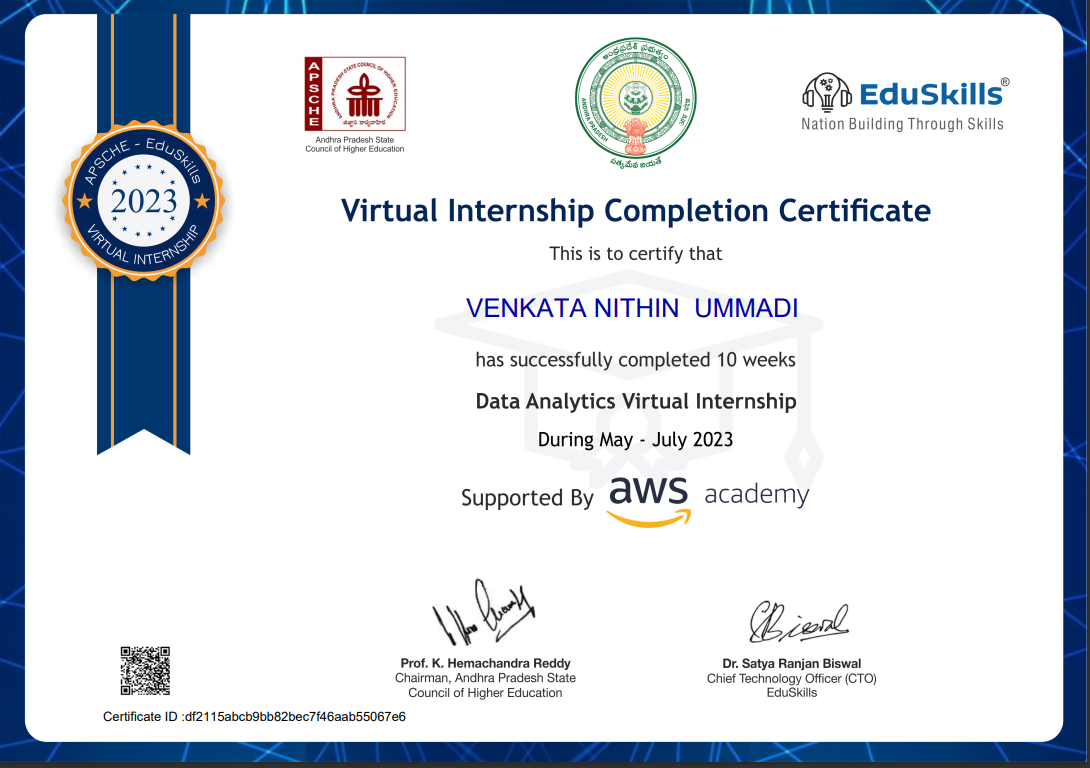 APSCHE
ANDHRA PRADESH STATE COUNCIL OF HIGHER EDUCATION
Andhra Pradesh State
Council of Higher Education
ఆంధ్రప్రదేశ్ ప్రభుత్వం
ANDHRA PRADESH
సత్యమేవ జయతే
EduSkills®
Nation Building Through Skills
APSCHE - EduSkills
2023
VIRTUAL INTERNSHIP
Virtual Internship Completion Certificate
This is to certify that
VENKATA NITHIN UMMADI
has successfully completed 10 weeks
Data Analytics Virtual Internship
During May - July 2023
Supported By aws academy
Prof. K. Hemachandra Reddy
Chairman, Andhra Pradesh State
Council of Higher Education
Dr. Satya Ranjan Biswal
Chief Technology Officer (CTO)
EduSkills
Certificate ID :df2115abcb9bb82bec7f46aab55067e6